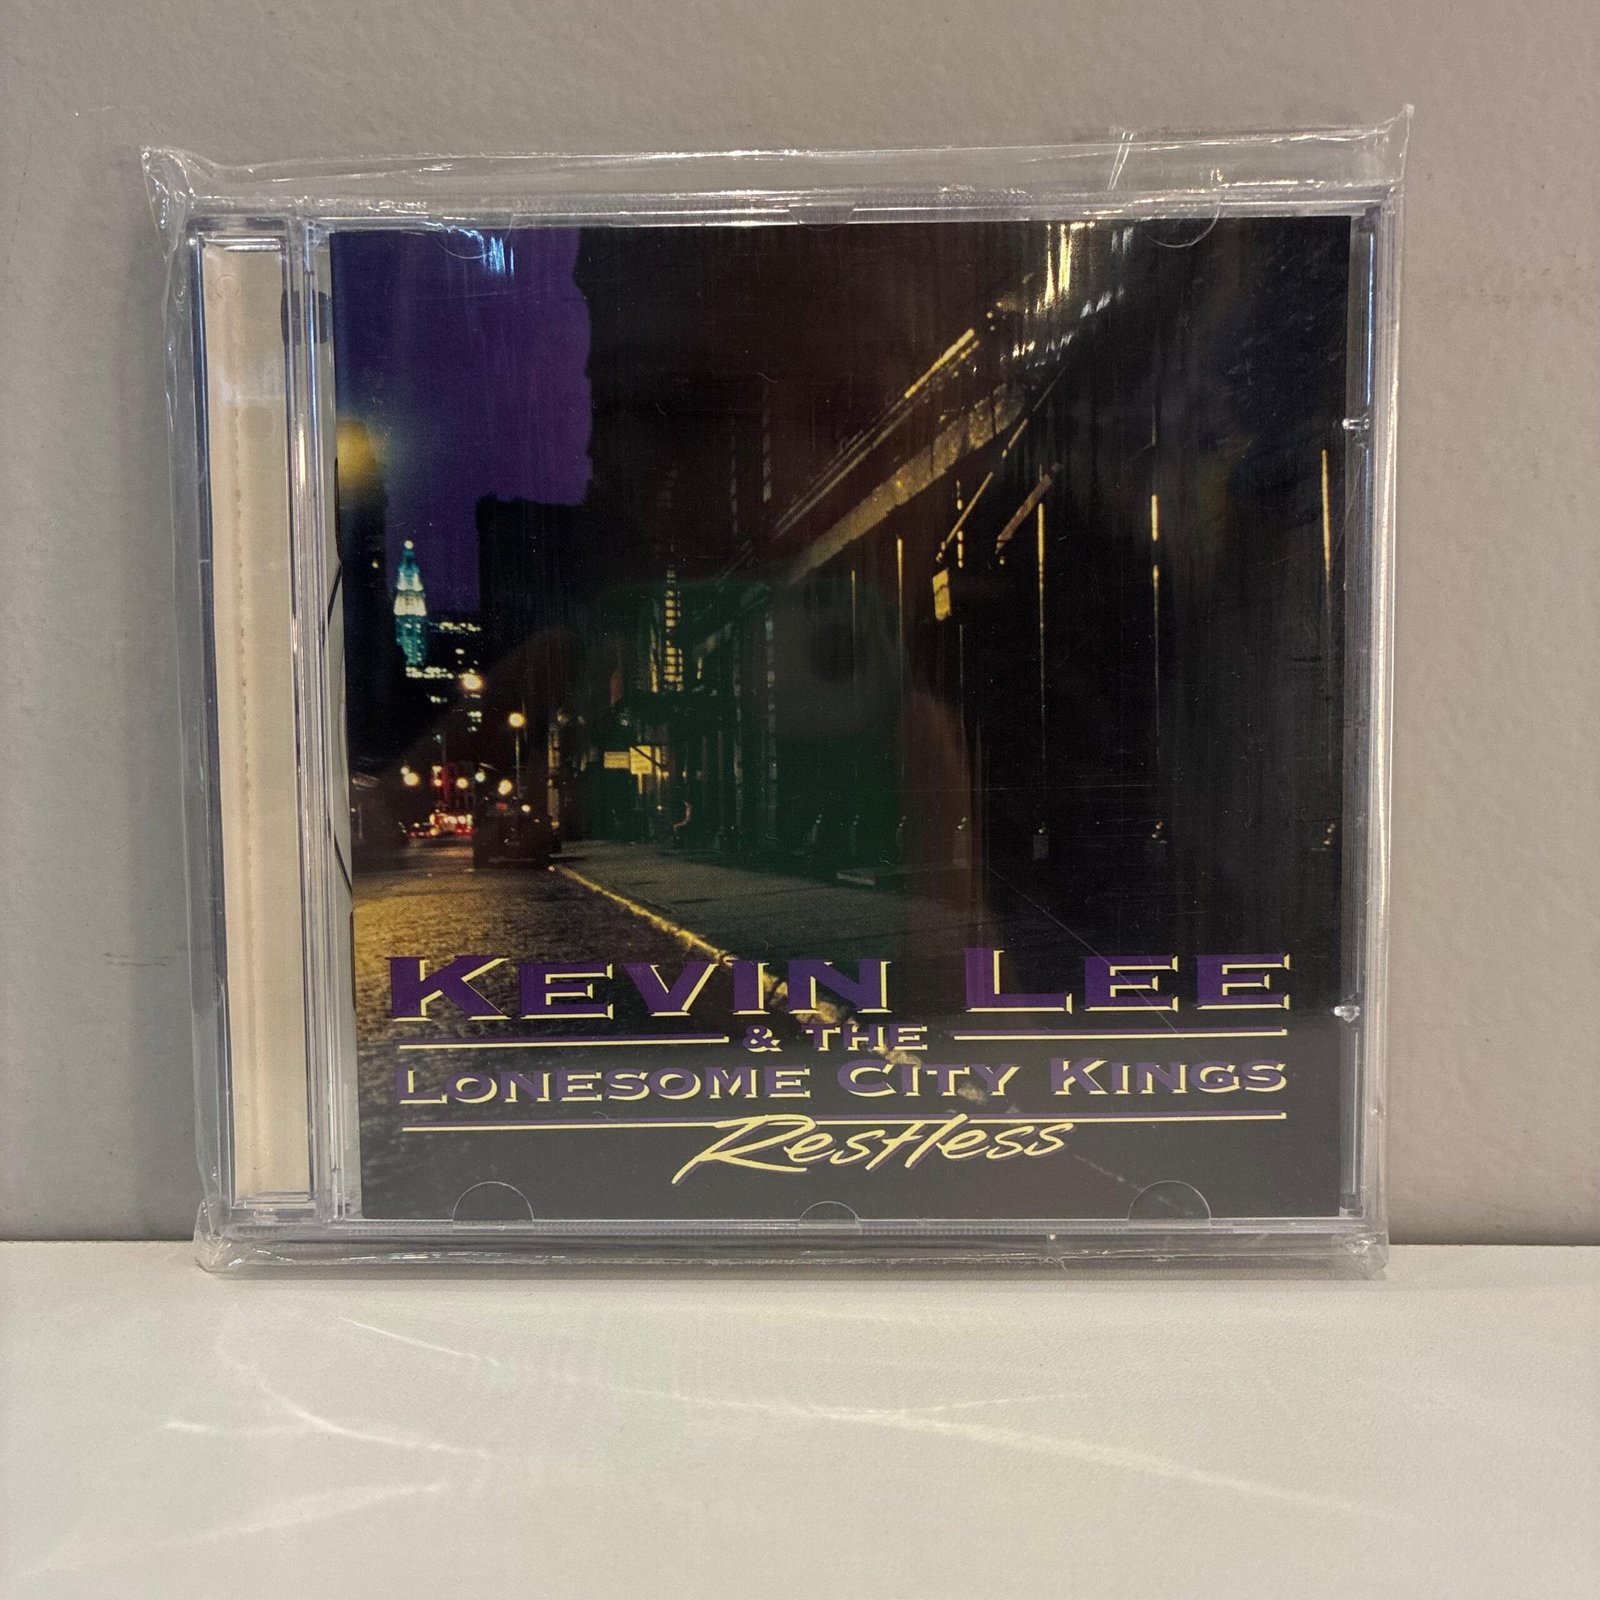 KEVIN LEE
& THE
LONESOME CITY KINGS
Restless